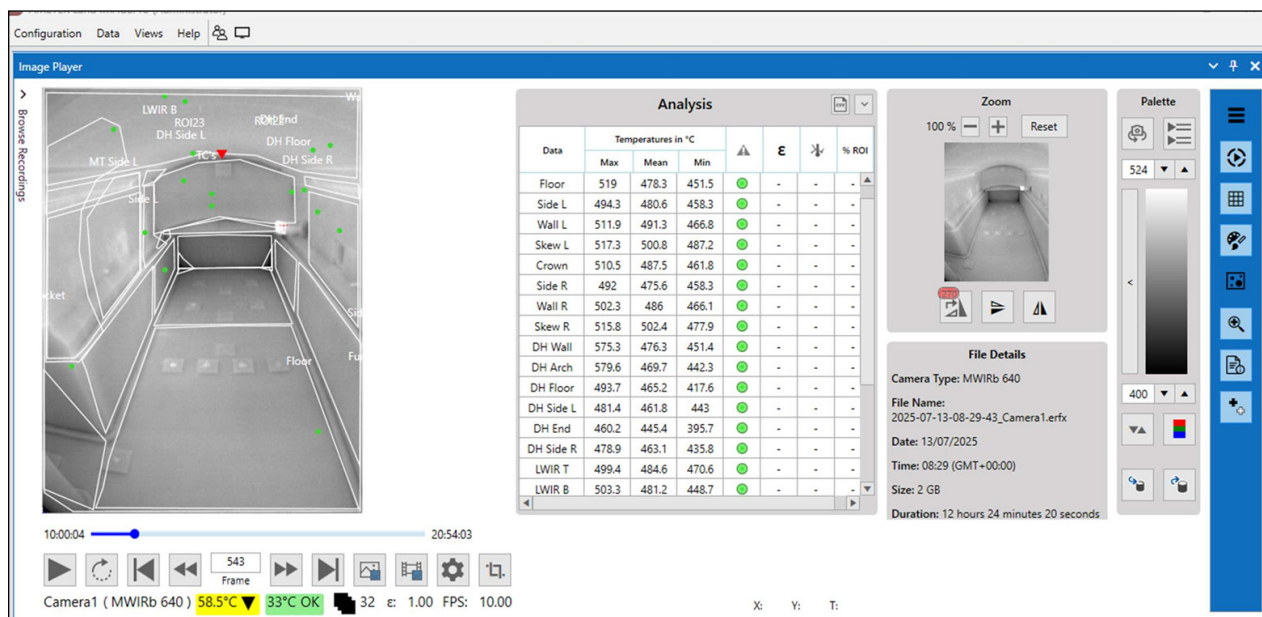 Configuration Data Views Help
Image Player
Browse Recordings
LWIR B
ROI23
DH End
DH Side L
DH Floor
TC's
MT Side L
DH Side R
Side L
Floor
Analysis
Data
Temperatures in °C
Max Mean Min ε % ROI
Floor 519 478.3 451.5 - - -
Side L 494.3 480.6 458.3 - - -
Wall L 511.9 491.3 466.8 - - -
Skew L 517.3 500.8 487.2 - - -
Crown 510.5 487.5 461.8 - - -
Side R 492 475.6 458.3 - - -
Wall R 502.3 486 466.1 - - -
Skew R 515.8 502.4 477.9 - - -
DH Wall 575.3 476.3 451.4 - - -
DH Arch 579.6 469.7 442.3 - - -
DH Floor 493.7 465.2 417.6 - - -
DH Side L 481.4 461.8 443 - - -
DH End 460.2 445.4 395.7 - - -
DH Side R 478.9 463.1 435.8 - - -
LWIR T 499.4 484.6 470.6 - - -
LWIR B 503.3 481.2 448.7 - - -
Zoom
100 % Reset
270
File Details
Camera Type: MWIRb 640
File Name:
2025-07-13-08-29-43_Camera1.erfx
Date: 13/07/2025
Time: 08:29 (GMT+00:00)
Size: 2 GB
Duration: 12 hours 24 minutes 20 seconds
Palette
524
<
400
10:00:04 20:54:03
543
Frame
Camera1 ( MWIRb 640 ) 58.5°C 33°C OK 32 ε: 1.00 FPS: 10.00
X: Y: T: